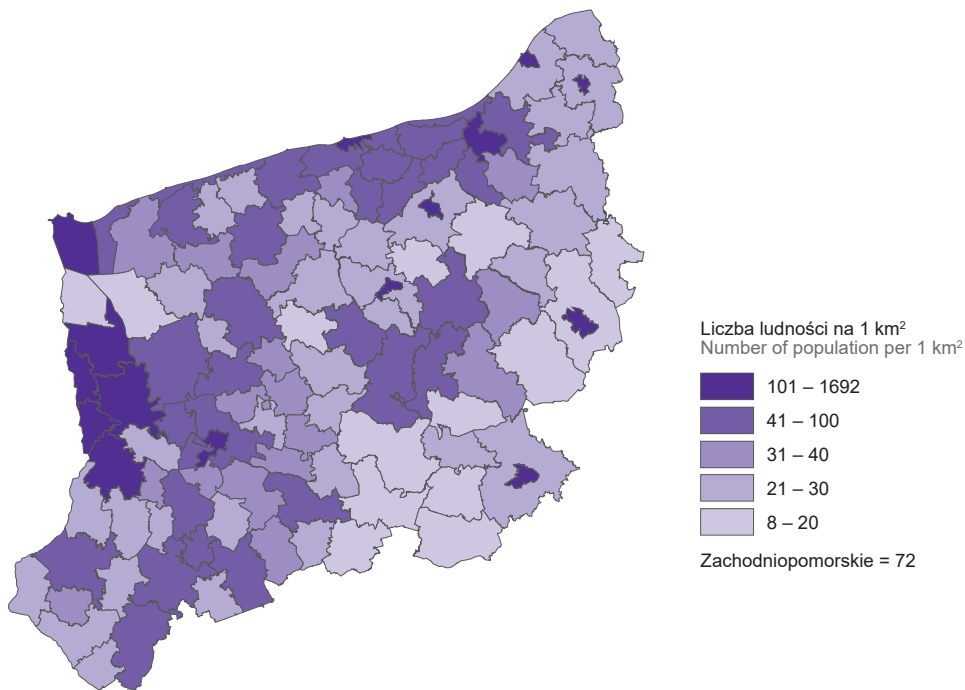 Liczba ludności na 1 km²
Number of population per 1 km²
101 – 1692
41 – 100
31 – 40
21 – 30
8 – 20
Zachodniopomorskie = 72